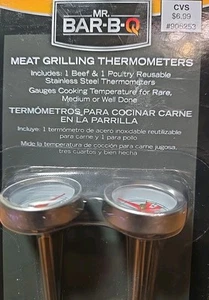 MR.
BAR-B-Q
CVS
$6.99
MEAT GRILLING THERMOMETERS
Includes: 1 Beef & 1 Poultry Reusable
Stainless Steel Thermometers
Gauges Cooking Temperature for Rare,
Medium or Well Done
TERMÓMETROS PARA COCINAR CARNE
EN LA PARRILLA
Incluye: 1 termómetro de acero inoxidable reutilizable
para carne y 1 para pollo
Mide la temperatura de cocción para carne jugosa,
tres cuartos y bien hecha